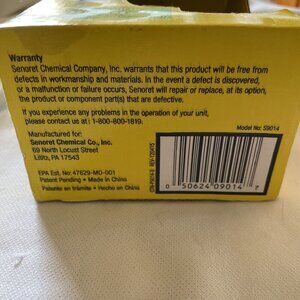 Warranty
Senoret Chemical Company, Inc. warrants that this product will be free from
defects in workmanship and materials. In the event a defect is discovered,
or a malfunction or failure occurs, Senoret will repair or replace, at its option,
the product or component part(s) that are defective.
If you experience any problems in the operation of your unit,
please contact us at: 1-800-800-1819.
Model No: S9014
Manufactured for:
Senoret Chemical Co., Inc.
69 North Locust Street
Lititz, PA 17543
EPA Est. No: 47629-MO-001
Patent Pending • Made in China
Patente en trámite • Hecho en China
0 50624 09014